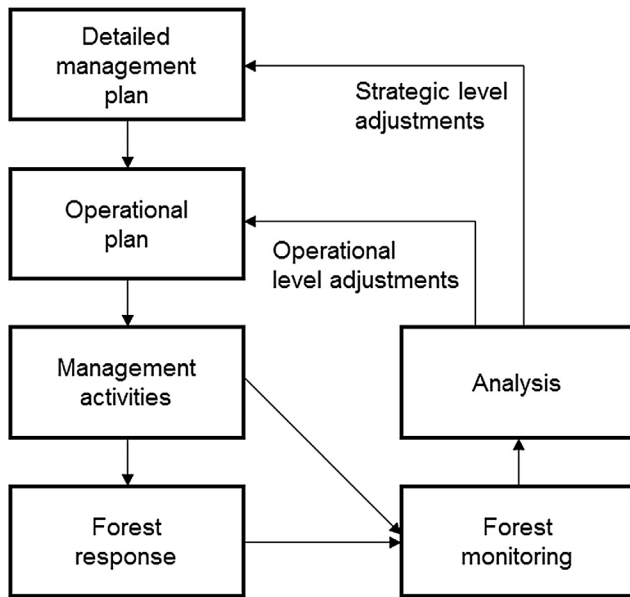 Detailed
management
plan
Strategic level
adjustments
Operational
plan
Operational
level adjustments
Management
activities
Analysis
Forest
response
Forest
monitoring